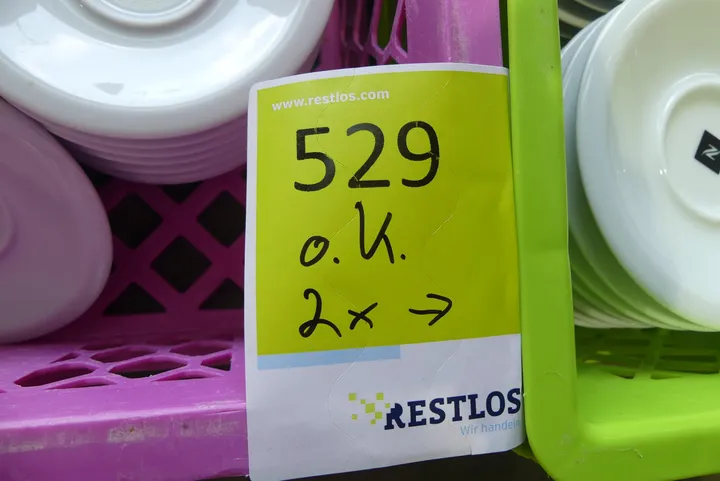 www.restlos.com
529
o.k.
2x →
RESTLOS
Wir handeln